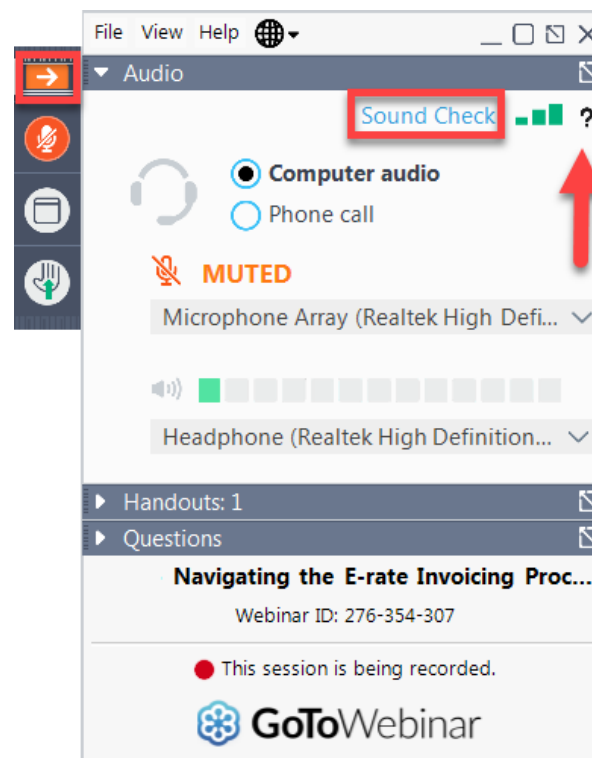 File View Help
Audio
Sound Check ?
Computer audio
Phone call
MUTED
Microphone Array (Realtek High Defi...
Headphone (Realtek High Definition...
Handouts: 1
Questions
Navigating the E-rate Invoicing Proc...
Webinar ID: 276-354-307
This session is being recorded.
GoToWebinar